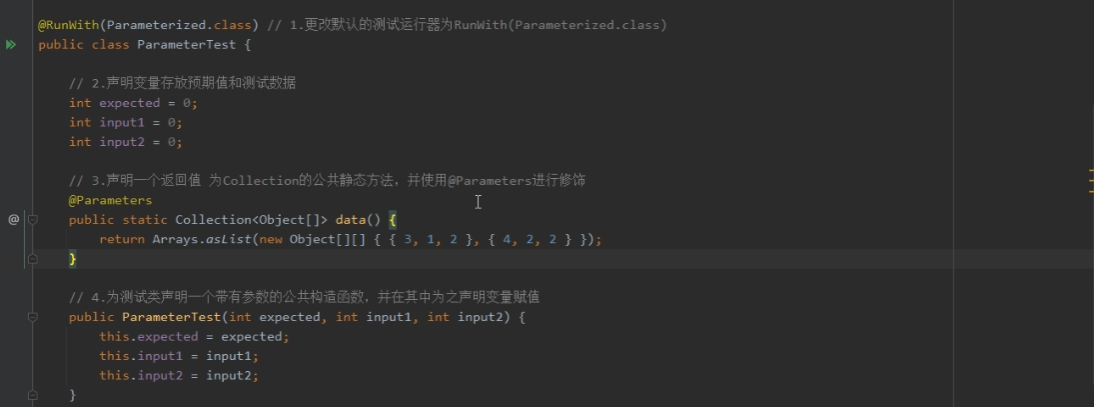 @RunWith(Parameterized.class) // 1.更改默认的测试运行器为RunWith(Parameterized.class)
public class ParameterTest {
// 2.声明变量存放预期值和测试数据
int expected = 0;
int input1 = 0;
int input2 = 0;
// 3.声明一个返回值 为Collection的公共静态方法，并使用@Parameters进行修饰
@Parameters
public static Collection<Object[]> data() {
return Arrays.asList(new Object[][] { { 3, 1, 2 }, { 4, 2, 2 } });
}
// 4.为测试类声明一个带有参数的公共构造函数，并在其中为之声明变量赋值
public ParameterTest(int expected, int input1, int input2) {
this.expected = expected;
this.input1 = input1;
this.input2 = input2;
}